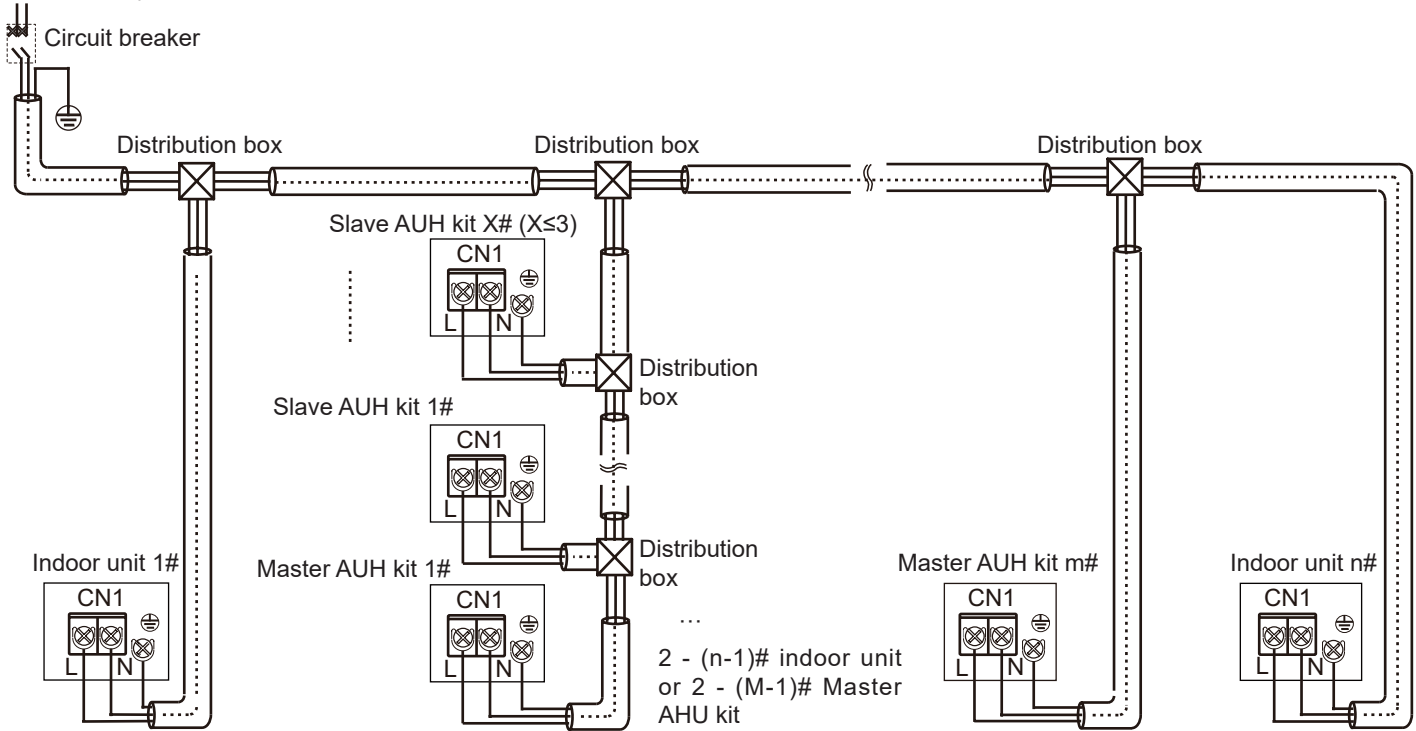 Circuit breaker
Distribution box
Distribution box
Distribution box
Slave AUH kit X# (X≤3)
CN1
L N
Distribution
box
Slave AUH kit 1#
CN1
L N
Distribution
box
Indoor unit 1#
CN1
L N
Master AUH kit 1#
CN1
L N
...
2 - (n-1)# indoor unit
or 2 - (M-1)# Master
AHU kit
Master AUH kit m#
CN1
L N
Indoor unit n#
CN1
L N